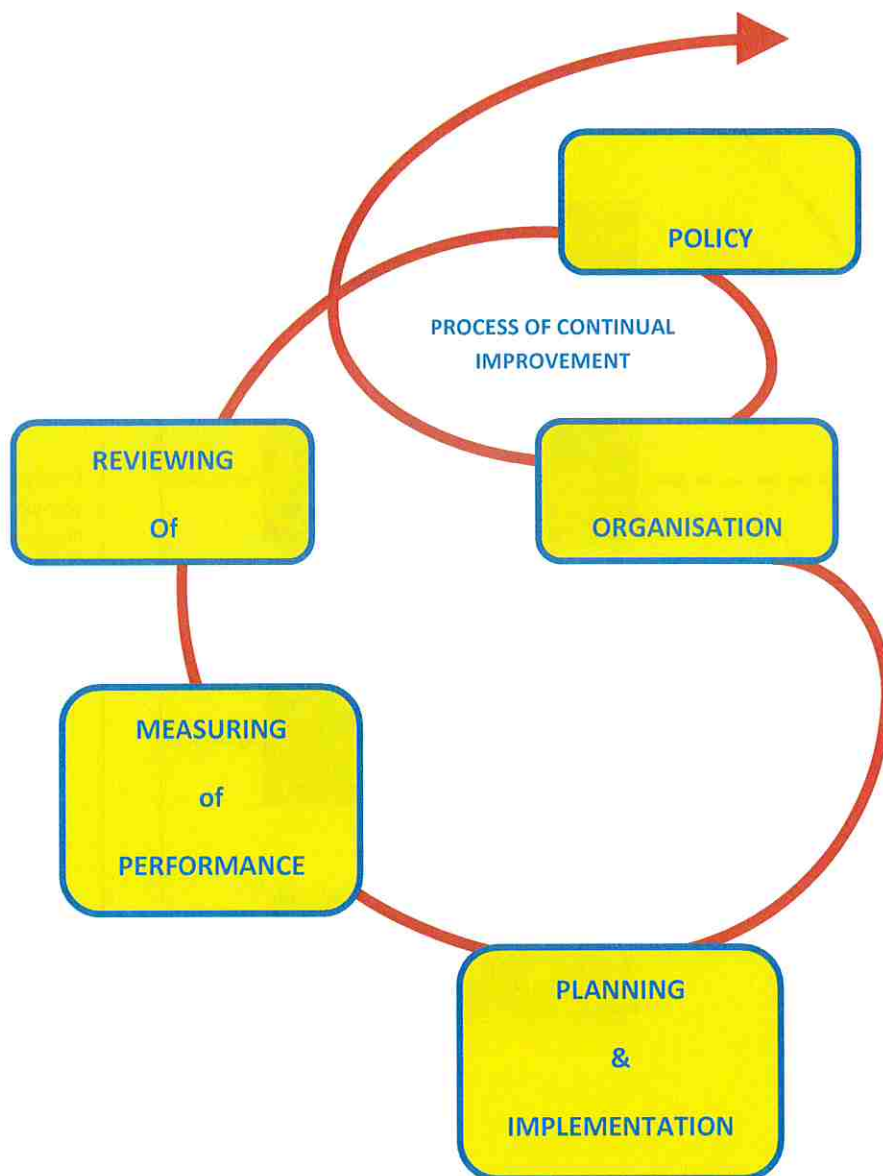 POLICY
PROCESS OF CONTINUAL
IMPROVEMENT
REVIEWING
Of
ORGANISATION
MEASURING
of
PERFORMANCE
PLANNING
&
IMPLEMENTATION